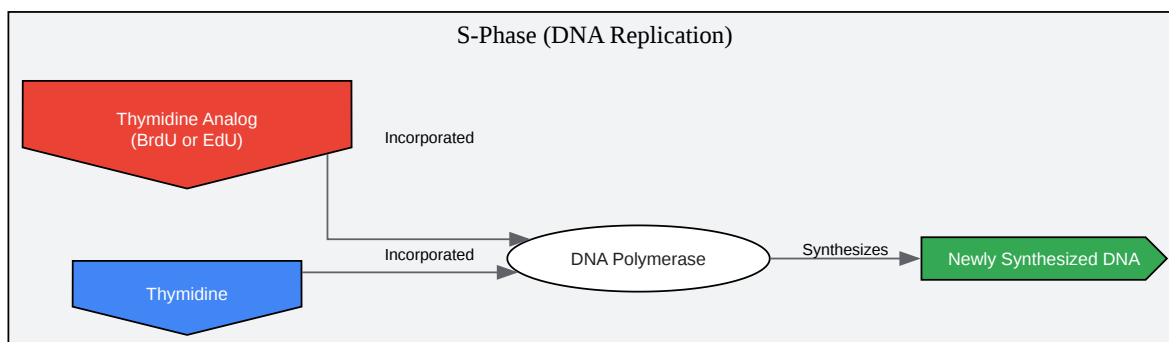 S-Phase (DNA Replication)
Thymidine Analog
(BrdU or EdU)
Incorporated
Thymidine
Incorporated
DNA Polymerase
Synthesizes
Newly Synthesized DNA